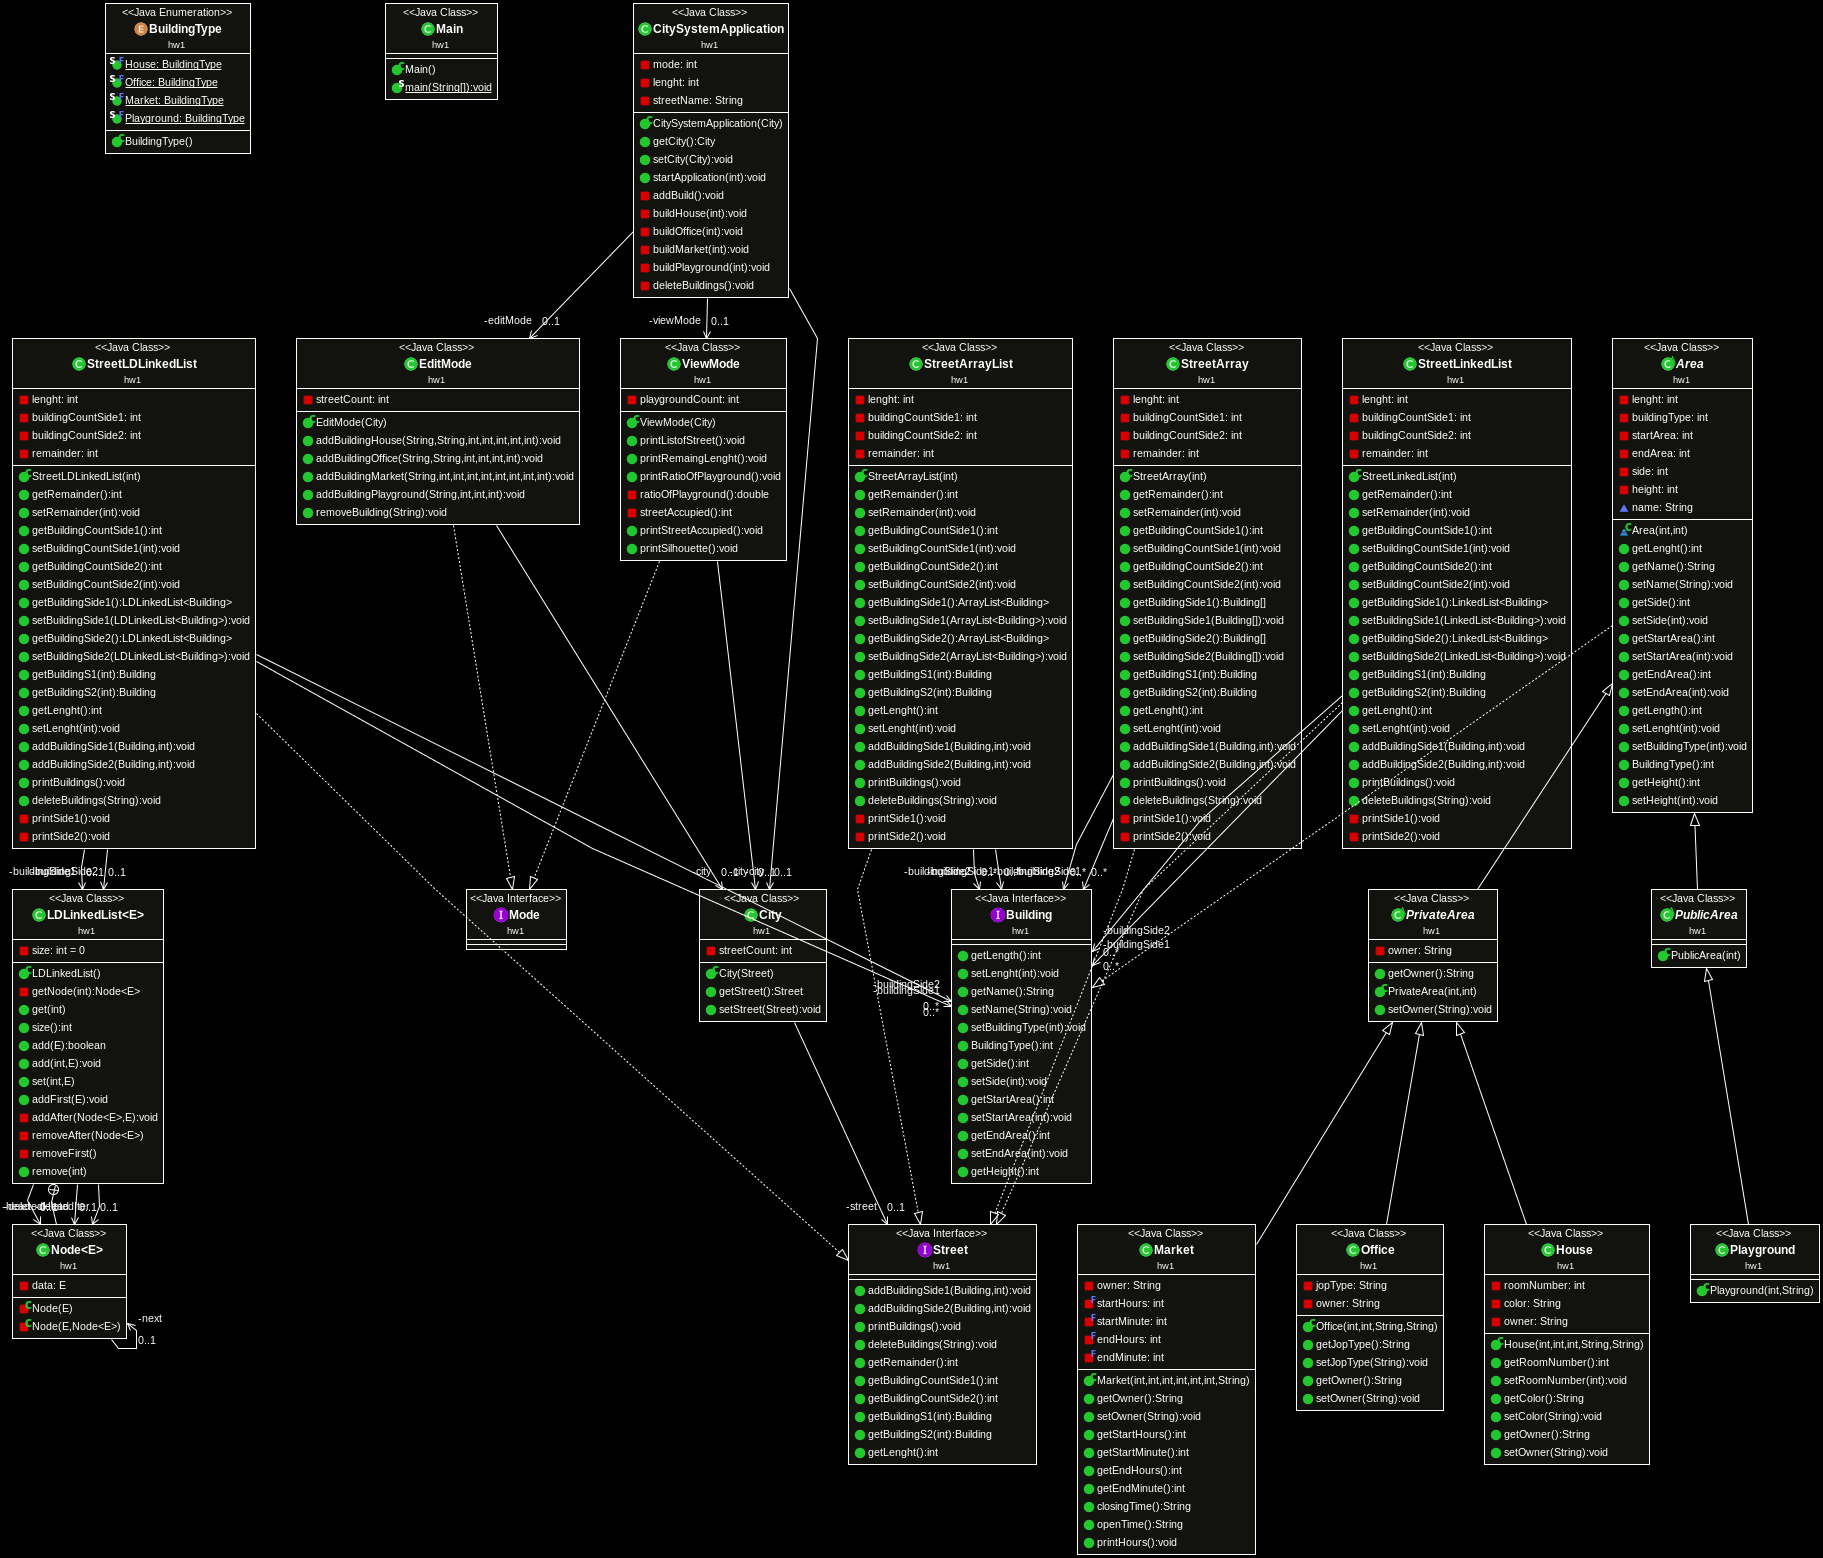 <<Java Enumeration>>
BuildingType
hw1
House: BuildingType
Office: BuildingType
Market: BuildingType
Playground: BuildingType
BuildingType()
<<Java Class>>
Main
hw1
Main()
main(String[]):void
<<Java Class>>
CitySystemApplication
hw1
mode: int
lenght: int
streetName: String
CitySystemApplication(City)
getCity():City
setCity(City):void
startApplication(int):void
addBuild():void
buildHouse(int):void
buildOffice(int):void
buildMarket(int):void
buildPlayground(int):void
deleteBuildings():void
-editMode 0..1
-viewMode 0..1
<<Java Class>>
StreetLDLinkedList
hw1
lenght: int
buildingCountSide1: int
buildingCountSide2: int
remainder: int
StreetLDLinkedList(int)
getRemainder():int
setRemainder(int):void
getBuildingCountSide1():int
setBuildingCountSide1(int):void
getBuildingCountSide2():int
setBuildingCountSide2(int):void
getBuildingSide1():LDLinkedList<Building>
setBuildingSide1(LDLinkedList<Building>):void
getBuildingSide2():LDLinkedList<Building>
setBuildingSide2(LDLinkedList<Building>):void
getBuildingS1(int):Building
getBuildingS2(int):Building
getLenght():int
setLenght(int):void
addBuildingSide1(Building,int):void
addBuildingSide2(Building,int):void
printBuildings():void
deleteBuildings(String):void
printSide1():void
printSide2():void
<<Java Class>>
EditMode
hw1
streetCount: int
EditMode(City)
addBuildingHouse(String,String,int,int,int,int,int):void
addBuildingOffice(String,String,int,int,int,int):void
addBuildingMarket(String,int,int,int,int,int,int,int,int):void
addBuildingPlayground(String,int,int,int):void
removeBuilding(String):void
<<Java Class>>
ViewMode
hw1
playgroundCount: int
ViewMode(City)
printListofStreet():void
printRemaingLenght():void
printRatioOfPlayground():void
ratioOfPlayground():double
streetAccupied():int
printStreetAccupied():void
printSilhouette():void
<<Java Class>>
StreetArrayList
hw1
lenght: int
buildingCountSide1: int
buildingCountSide2: int
remainder: int
StreetArrayList(int)
getRemainder():int
setRemainder(int):void
getBuildingCountSide1():int
setBuildingCountSide1(int):void
getBuildingCountSide2():int
setBuildingCountSide2(int):void
getBuildingSide1():ArrayList<Building>
setBuildingSide1(ArrayList<Building>):void
getBuildingSide2():ArrayList<Building>
setBuildingSide2(ArrayList<Building>):void
getBuildingS1(int):Building
getBuildingS2(int):Building
getLenght():int
setLenght(int):void
addBuildingSide1(Building,int):void
addBuildingSide2(Building,int):void
printBuildings():void
deleteBuildings(String):void
printSide1():void
printSide2():void
<<Java Class>>
StreetArray
hw1
lenght: int
buildingCountSide1: int
buildingCountSide2: int
remainder: int
StreetArray(int)
getRemainder():int
setRemainder(int):void
getBuildingCountSide1():int
setBuildingCountSide1(int):void
getBuildingCountSide2():int
setBuildingCountSide2(int):void
getBuildingSide1():Building[]
setBuildingSide1(Building[]):void
getBuildingSide2():Building[]
setBuildingSide2(Building[]):void
getBuildingS1(int):Building
getBuildingS2(int):Building
getLenght():int
setLenght(int):void
addBuildingSide1(Building,int):void
addBuildingSide2(Building,int):void
printBuildings():void
deleteBuildings(String):void
printSide1():void
printSide2():void
<<Java Class>>
StreetLinkedList
hw1
lenght: int
buildingCountSide1: int
buildingCountSide2: int
remainder: int
StreetLinkedList(int)
getRemainder():int
setRemainder(int):void
getBuildingCountSide1():int
setBuildingCountSide1(int):void
getBuildingCountSide2():int
setBuildingCountSide2(int):void
getBuildingSide1():LinkedList<Building>
setBuildingSide1(LinkedList<Building>):void
getBuildingSide2():LinkedList<Building>
setBuildingSide2(LinkedList<Building>):void
getBuildingS1(int):Building
getBuildingS2(int):Building
getLenght():int
setLenght(int):void
addBuildingSide1(Building,int):void
addBuildingSide2(Building,int):void
printBuildings():void
deleteBuildings(String):void
printSide1():void
printSide2():void
<<Java Class>>
Area
hw1
lenght: int
buildingType: int
startArea: int
endArea: int
side: int
height: int
name: String
Area(int,int)
getLenght():int
getName():String
setName(String):void
getSide():int
setSide(int):void
getStartArea():int
setStartArea(int):void
getEndArea():int
setEndArea(int):void
getLength():int
setLenght(int):void
setBuildingType(int):void
BuildingType():int
getHeight():int
setHeight(int):void
0..1 0..1
-city 0..1 -city 0..1 0..1
0..* 0..*
<<Java Class>>
LDLinkedList<E>
hw1
size: int = 0
LDLinkedList()
getNode(int):Node<E>
get(int)
size():int
add(E):boolean
add(int,E):void
set(int,E)
addFirst(E):void
addAfter(Node<E>,E):void
removeAfter(Node<E>)
removeFirst()
remove(int)
<<Java Interface>>
Mode
hw1
<<Java Class>>
City
hw1
streetCount: int
City(Street)
getStreet():Street
setStreet(Street):void
<<Java Interface>>
Building
hw1
getLength():int
setLenght(int):void
getName():String
setName(String):void
setBuildingType(int):void
BuildingType():int
getSide():int
setSide(int):void
getStartArea():int
setStartArea(int):void
getEndArea():int
setEndArea(int):void
getHeight():int
-buildingSide2
-buildingSide1
0..*
0..*
-buildingSide2
-buildingSide1
0..*
0..*
<<Java Class>>
PrivateArea
hw1
owner: String
getOwner():String
PrivateArea(int,int)
setOwner(String):void
<<Java Class>>
PublicArea
hw1
PublicArea(int)
0..1 0..1
<<Java Class>>
Node<E>
hw1
data: E
Node(E)
Node(E,Node<E>)
-next
0..1
-street 0..1
<<Java Interface>>
Street
hw1
addBuildingSide1(Building,int):void
addBuildingSide2(Building,int):void
printBuildings():void
deleteBuildings(String):void
getRemainder():int
getBuildingCountSide1():int
getBuildingCountSide2():int
getBuildingS1(int):Building
getBuildingS2(int):Building
getLenght():int
<<Java Class>>
Market
hw1
owner: String
startHours: int
startMinute: int
endHours: int
endMinute: int
Market(int,int,int,int,int,int,String)
getOwner():String
setOwner(String):void
getStartHours():int
getStartMinute():int
getEndHours():int
getEndMinute():int
closingTime():String
openTime():String
printHours():void
<<Java Class>>
Office
hw1
jopType: String
owner: String
Office(int,int,String,String)
getJopType():String
setJopType(String):void
getOwner():String
setOwner(String):void
<<Java Class>>
House
hw1
roomNumber: int
color: String
owner: String
House(int,int,int,String,String)
getRoomNumber():int
setRoomNumber(int):void
getColor():String
setColor(String):void
getOwner():String
setOwner(String):void
<<Java Class>>
Playground
hw1
Playground(int,String)